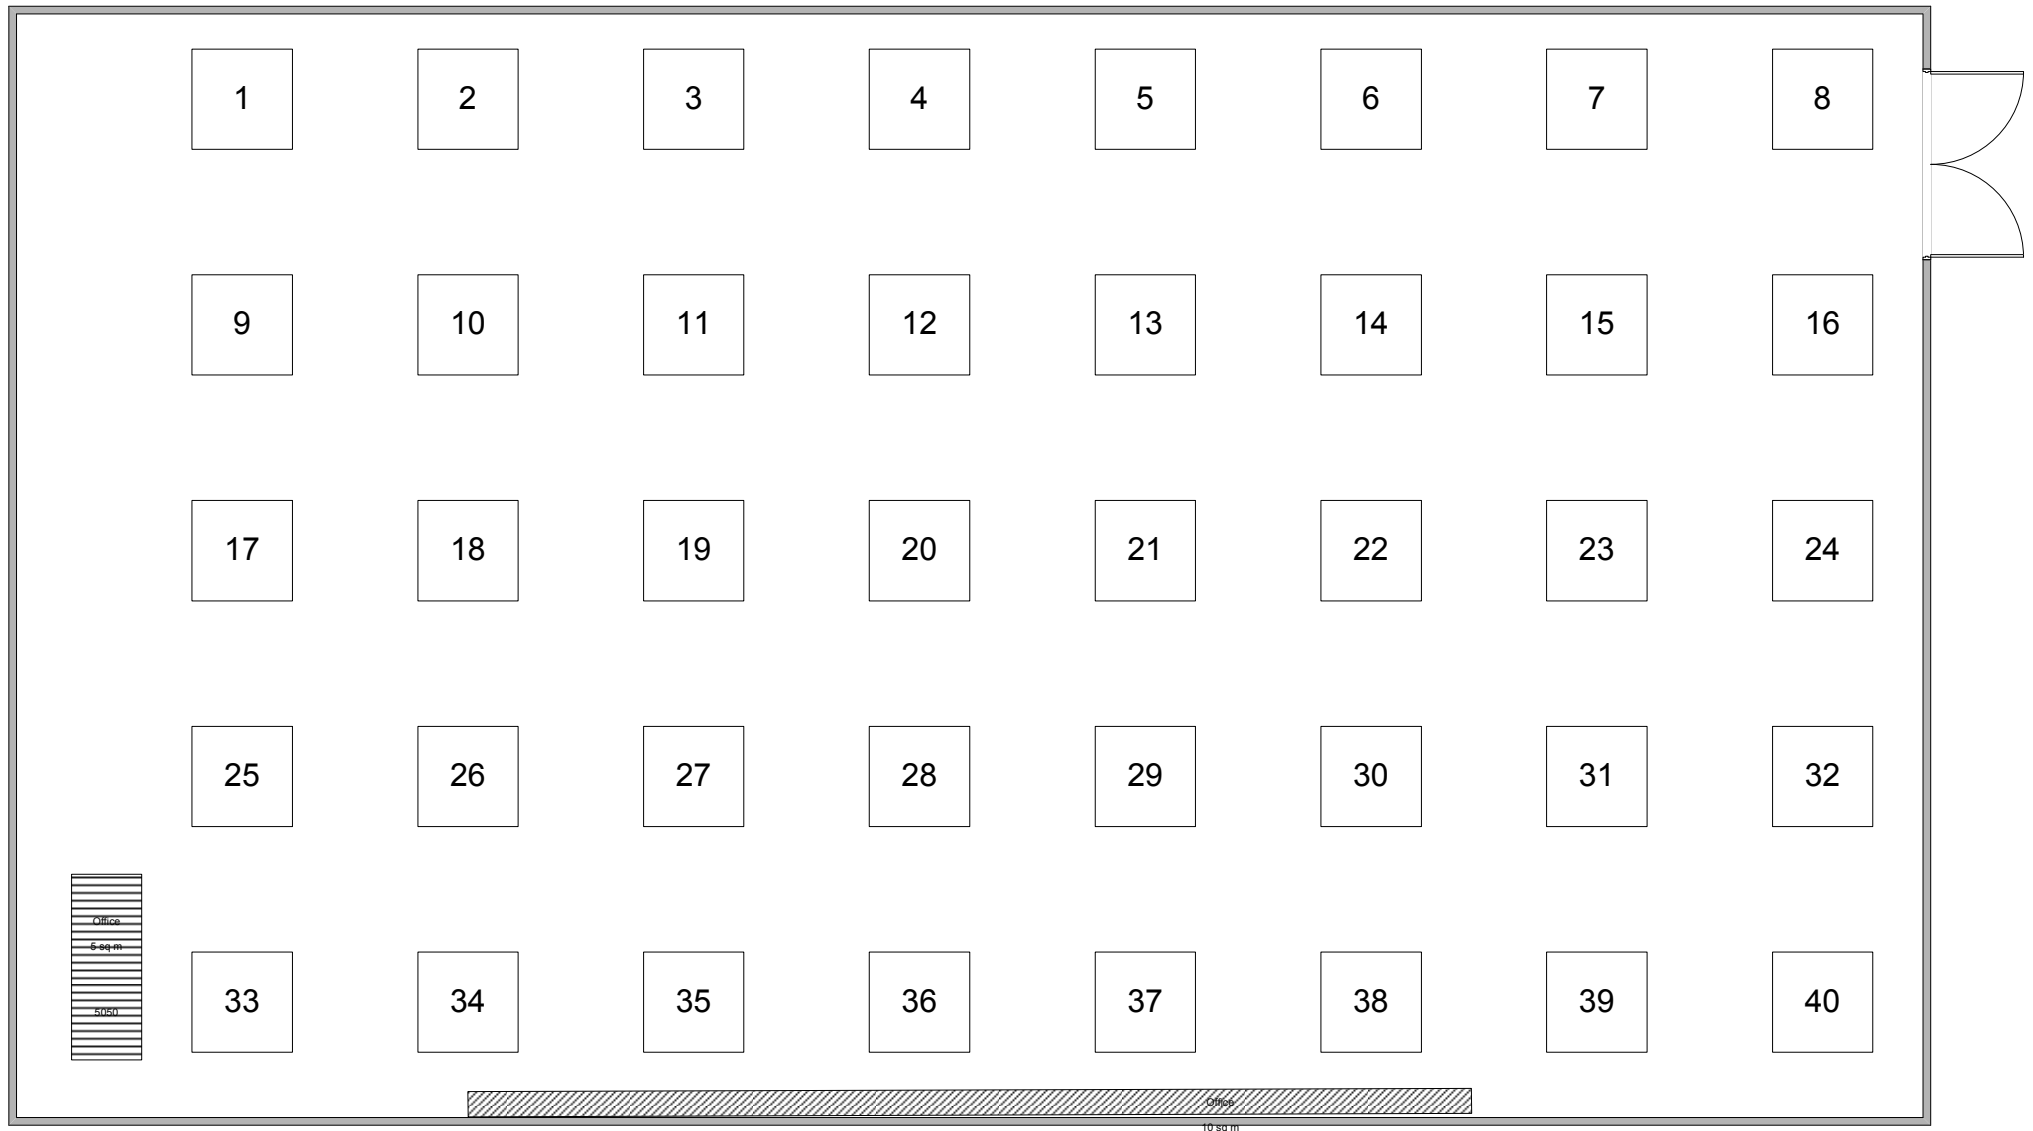 1 2 3 4 5 6 7 8
9 10 11 12 13 14 15 16
17 18 19 20 21 22 23 24
25 26 27 28 29 30 31 32
Office
5 sq m
33 34 35 36 37 38 39 40
5050
Office
10 sq m